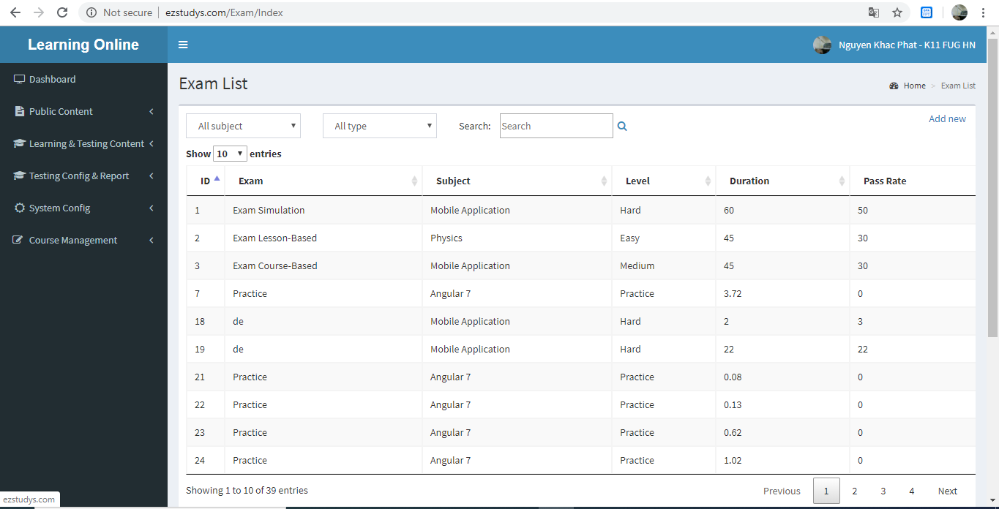 Not secure | ezstudys.com/Exam/Index
Learning Online
Nguyen Khac Phat - K11 FUG HN
Dashboard
Public Content
Learning & Testing Content
Testing Config & Report
System Config
Course Management
Exam List
Home > Exam List
All subject All type Search: Search
Add new
Show 10 entries
ID Exam Subject Level Duration Pass Rate
1 Exam Simulation Mobile Application Hard 60 50
2 Exam Lesson-Based Physics Easy 45 30
3 Exam Course-Based Mobile Application Medium 45 30
7 Practice Angular 7 Practice 3.72 0
18 de Mobile Application Hard 2 3
19 de Mobile Application Hard 22 22
21 Practice Angular 7 Practice 0.08 0
22 Practice Angular 7 Practice 0.13 0
23 Practice Angular 7 Practice 0.62 0
24 Practice Angular 7 Practice 1.02 0
Showing 1 to 10 of 39 entries
Previous 1 2 3 4 Next
ezstudys.com